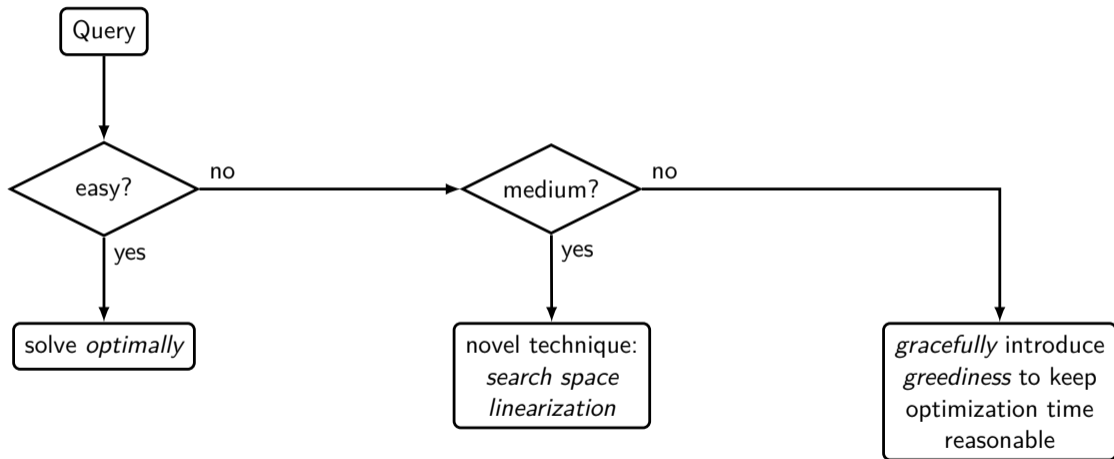 Query
easy?
no
medium?
no
yes
yes
solve optimally
novel technique:
search space
linearization
gracefully introduce
greediness to keep
optimization time
reasonable